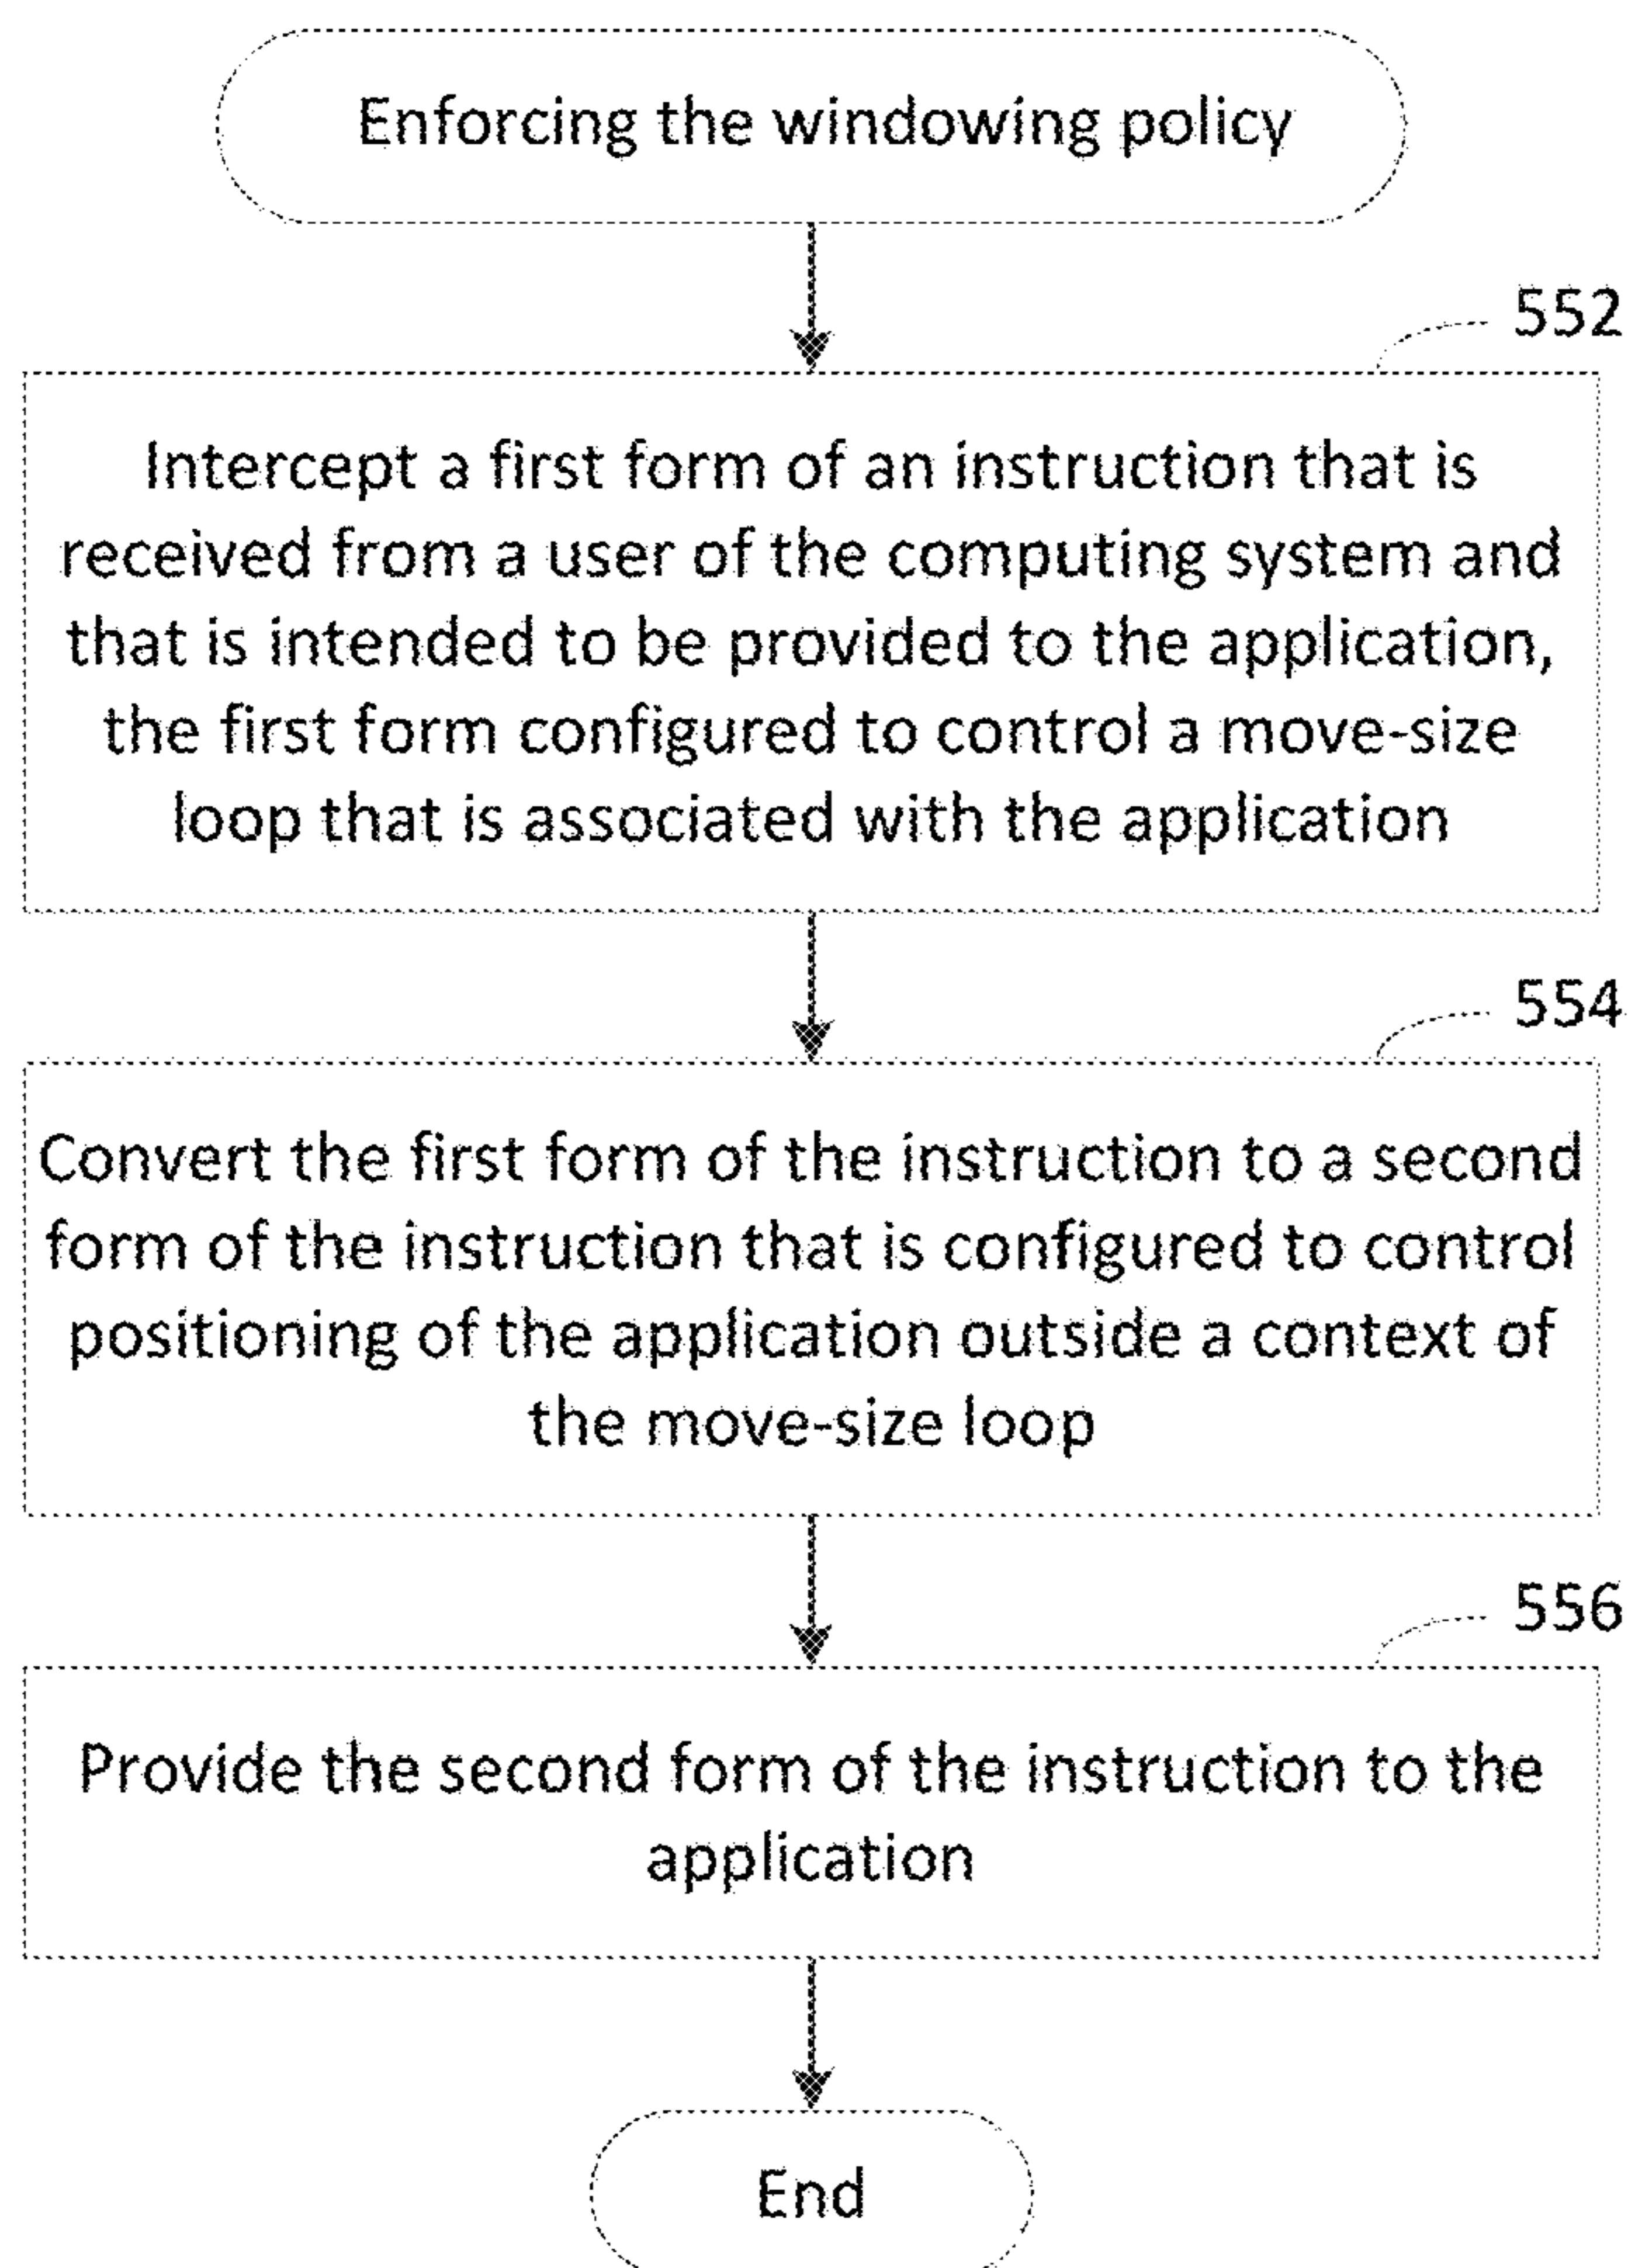 Enforcing the windowing policy
552
Intercept a first form of an instruction that is
received from a user of the computing system and
that is intended to be provided to the application,
the first form configured to control a move-size
loop that is associated with the application
554
Convert the first form of the instruction to a second
form of the instruction that is configured to control
positioning of the application outside a context of
the move-size loop
556
Provide the second form of the instruction to the
application
End